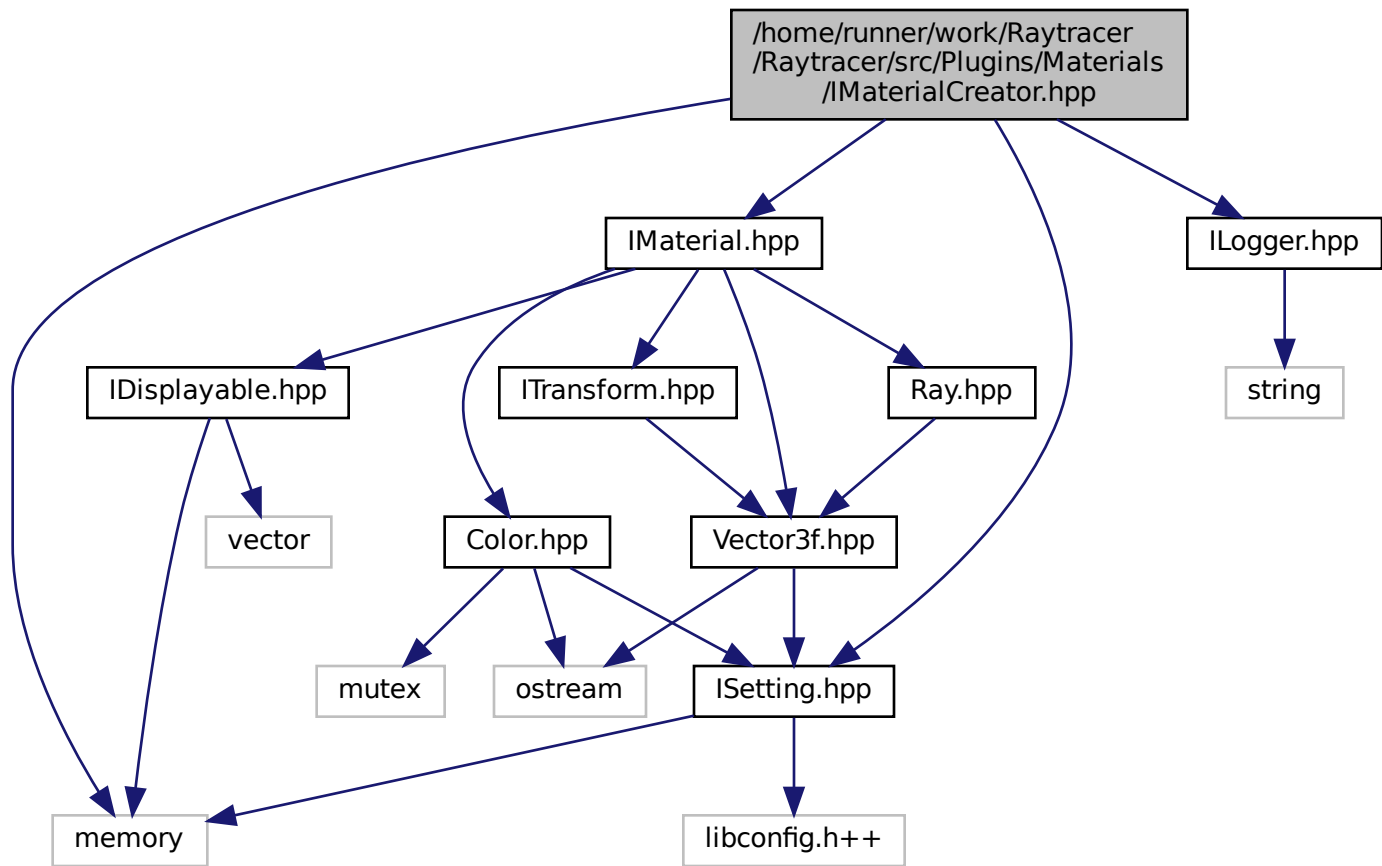 /home/runner/work/Raytracer
/Raytracer/src/Plugins/Materials
/IMaterialCreator.hpp
IMaterial.hpp
ILogger.hpp
IDisplayable.hpp
ITransform.hpp
Ray.hpp
string
vector
Color.hpp
Vector3f.hpp
mutex
ostream
ISetting.hpp
memory
libconfig.h++